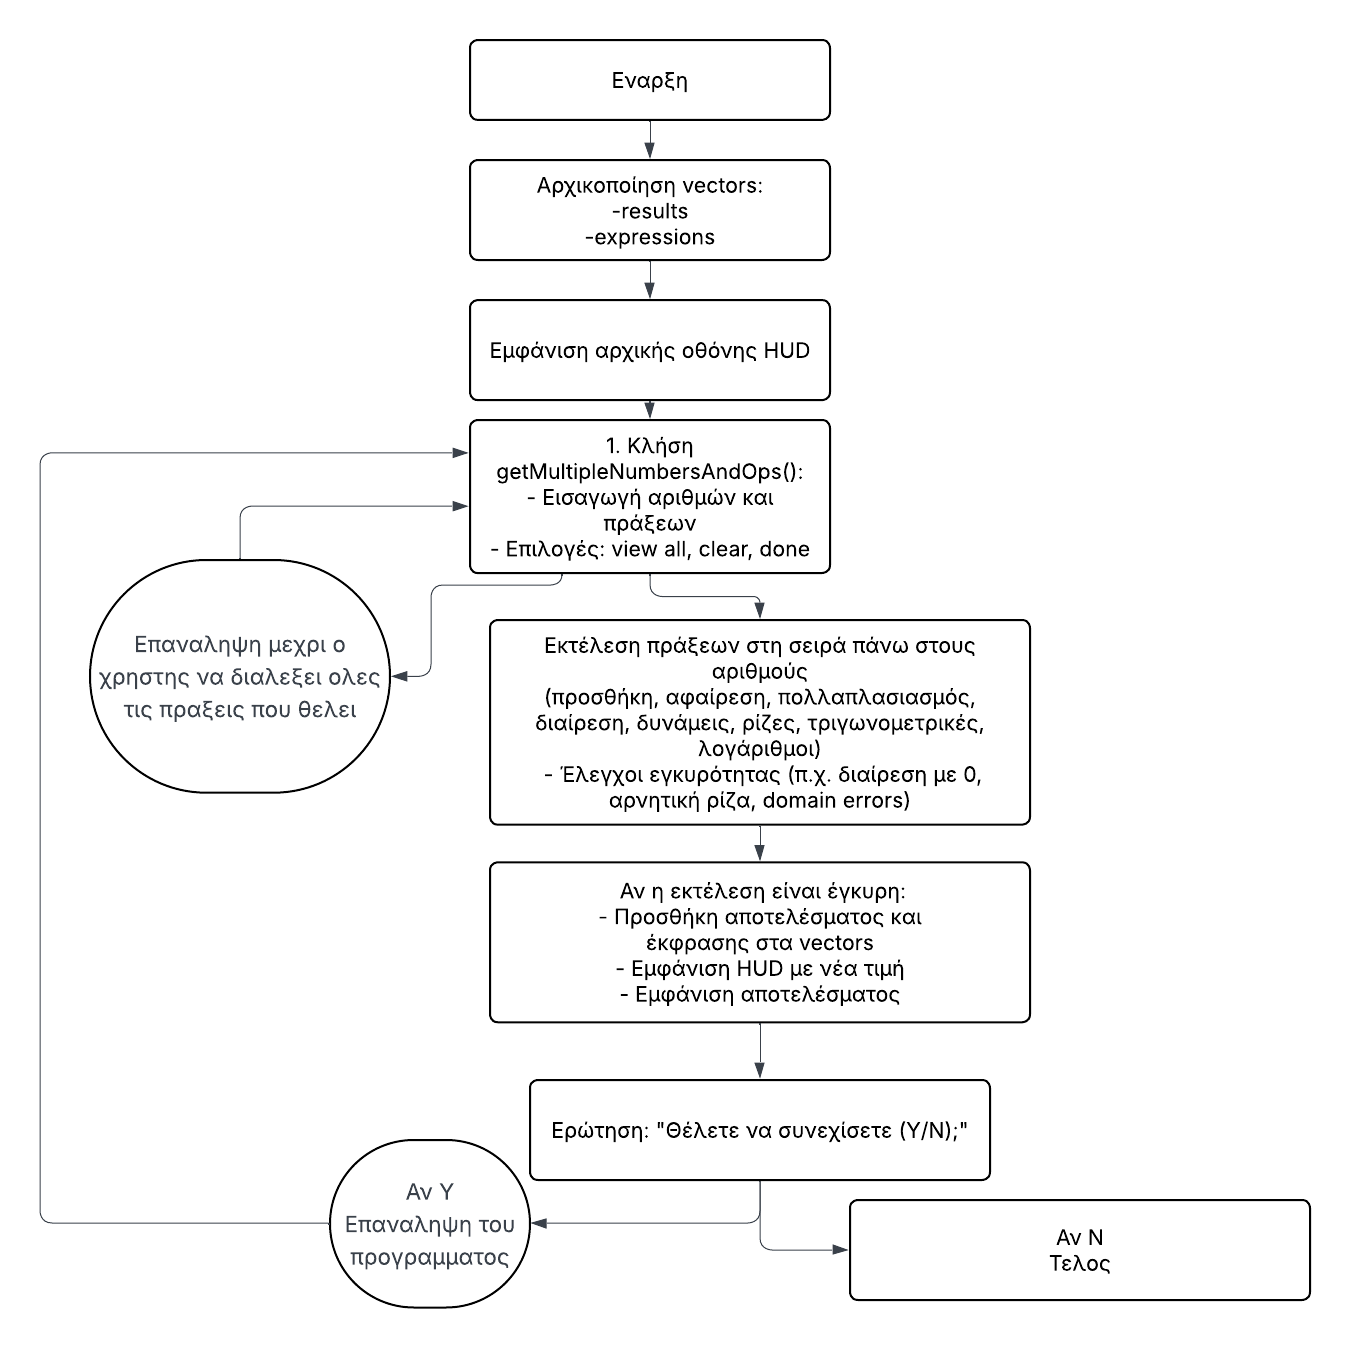 Εναρξη
Αρχικοποίηση vectors:
-results
-expressions
Εμφάνιση αρχικής οθόνης HUD
1. Κλήση
getMultipleNumbersAndOps():
- Εισαγωγή αριθμών και
πράξεων
- Επιλογές: view all, clear, done
Επαναληψη μεχρι ο
χρηστης να διαλεξει ολες
τις πραξεις που θελει
Εκτέλεση πράξεων στη σειρά πάνω στους
αριθμούς
(προσθήκη, αφαίρεση, πολλαπλασιασμός,
διαίρεση, δυνάμεις, ρίζες, τριγωνομετρικές,
λογάριθμοι)
- Έλεγχοι εγκυρότητας (π.χ. διαίρεση με 0,
αρνητική ρίζα, domain errors)
Αν η εκτέλεση είναι έγκυρη:
- Προσθήκη αποτελέσματος και
έκφρασης στα vectors
- Εμφάνιση HUD με νέα τιμή
- Εμφάνιση αποτελέσματος
Ερώτηση: "Θέλετε να συνεχίσετε (Y/N);"
Αν Υ
Επαναληψη του
προγραμματος
Αν Ν
Τελος